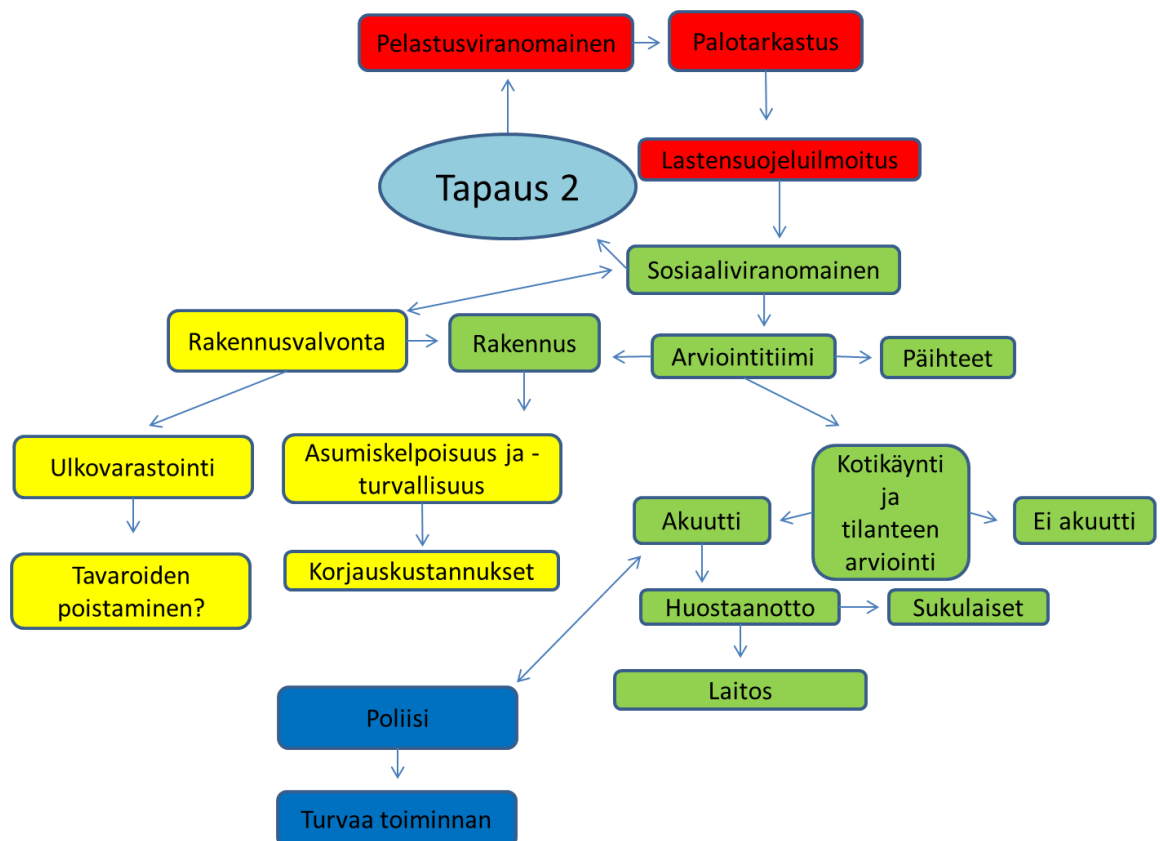 Pelastusviranomainen
Palotarkastus
Lastensuojeluilmoitus
Tapaus 2
Sosiaaliviranomainen
Rakennusvalvonta
Rakennus
Arviointitiimi
Päihteet
Ulkovarastointi
Asumiskelpoisuus ja -
turvallisuus
Kotikäynti
ja
tilanteen
arviointi
Akuutti
Ei akuutti
Tavaroiden
poistaminen?
Korjauskustannukset
Huostaanotto
Sukulaiset
Laitos
Poliisi
Turvaa toiminnan